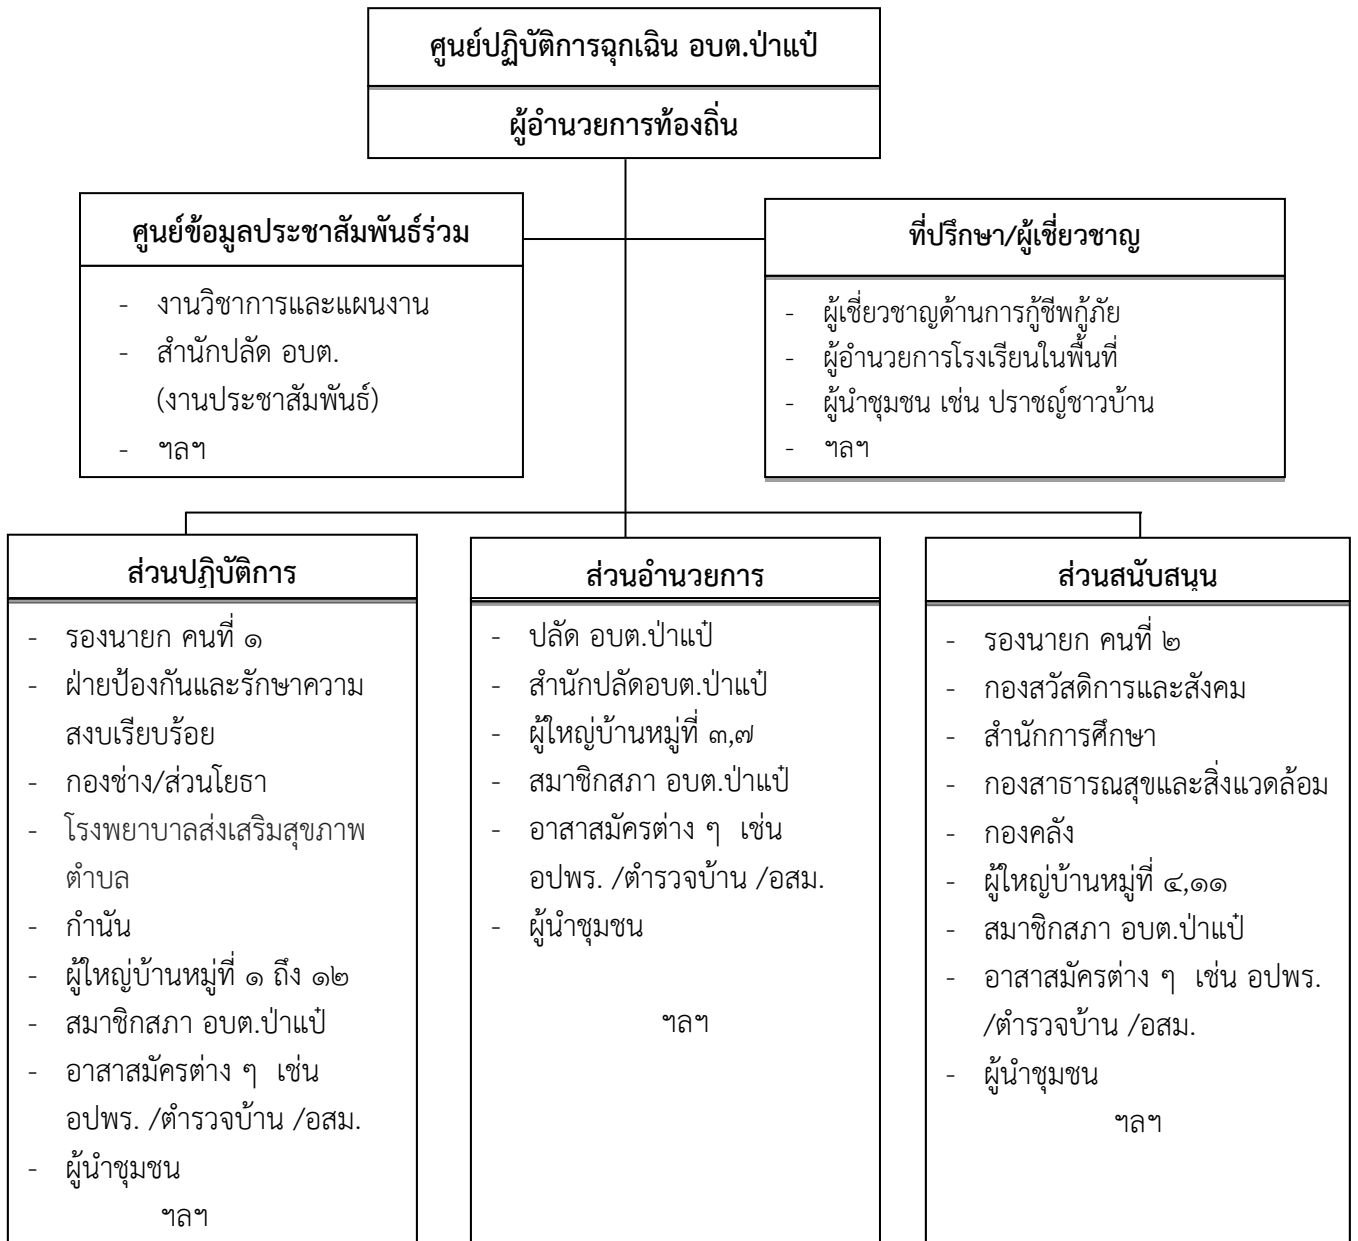 ศูนย์ปฏิบัติการฉุกเฉิน อบต.ป่าแป๋
ผู้อำนวยการท้องถิ่น
ศูนย์ข้อมูลประชาสัมพันธ์ร่วม
- งานวิชาการและแผนงาน
- สำนักปลัด อบต.
(งานประชาสัมพันธ์)
- ฯลฯ
ที่ปรึกษา/ผู้เชี่ยวชาญ
- ผู้เชี่ยวชาญด้านการกู้ชีพกู้ภัย
- ผู้อำนวยการโรงเรียนในพื้นที่
- ผู้นำชุมชน เช่น ปราชญ์ชาวบ้าน
- ฯลฯ
ส่วนปฏิบัติการ
- รองนายก คนที่ ๑
- ฝ่ายป้องกันและรักษาความ
สงบเรียบร้อย
- กองช่าง/ส่วนโยธา
- โรงพยาบาลส่งเสริมสุขภาพ
ตำบล
- กำนัน
- ผู้ใหญ่บ้านหมู่ที่ ๑ ถึง ๑๒
- สมาชิกสภา อบต.ป่าแป๋
- อาสาสมัครต่าง ๆ เช่น
อปพร. /ตำรวจบ้าน /อสม.
- ผู้นำชุมชน
ฯลฯ
ส่วนอำนวยการ
- ปลัด อบต.ป่าแป๋
- สำนักปลัดอบต.ป่าแป๋
- ผู้ใหญ่บ้านหมู่ที่ ๓,๗
- สมาชิกสภา อบต.ป่าแป๋
- อาสาสมัครต่าง ๆ เช่น
อปพร. /ตำรวจบ้าน /อสม.
- ผู้นำชุมชน
ฯลฯ
ส่วนสนับสนุน
- รองนายก คนที่ ๒
- กองสวัสดิการและสังคม
- สำนักการศึกษา
- กองสาธารณสุขและสิ่งแวดล้อม
- กองคลัง
- ผู้ใหญ่บ้านหมู่ที่ ๔,๑๑
- สมาชิกสภา อบต.ป่าแป๋
- อาสาสมัครต่าง ๆ เช่น อปพร.
/ตำรวจบ้าน /อสม.
- ผู้นำชุมชน
ฯลฯ